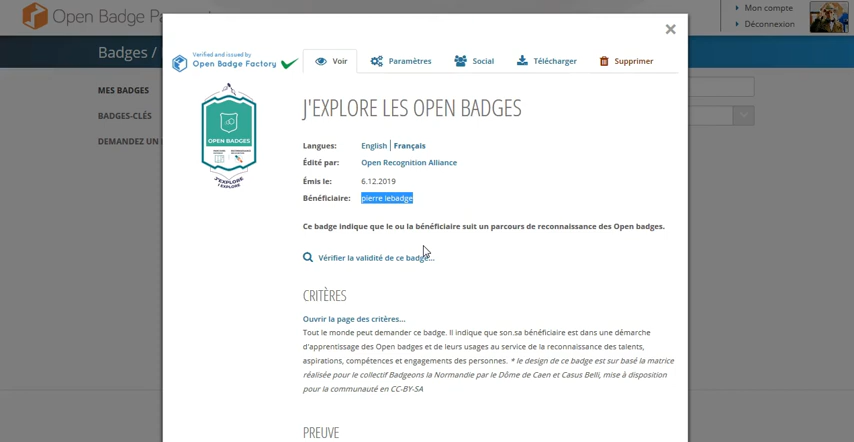 Open Badge Pa
Mon compte
Déconnexion
Badges /
MES BADGES
BADGES-CLÉS
DEMANDEZ UN
Verified and issued by
Open Badge Factory
Voir
Paramètres
Social
Télécharger
Supprimer
OPEN BADGES
J'EXPLORE
I EXPLORE
J'EXPLORE LES OPEN BADGES
Langues: English | Français
Édité par: Open Recognition Alliance
Émis le: 6.12.2019
Bénéficiaire: pierre lebadge
Ce badge indique que le ou la bénéficiaire suit un parcours de reconnaissance des Open badges.
Vérifier la validité de ce badge...
CRITÈRES
Ouvrir la page des critères...
Tout le monde peut demander ce badge. Il indique que son.sa bénéficiaire est dans une démarche
d'apprentissage des Open badges et de leurs usages au service de la reconnaissance des talents,
aspirations, compétences et engagements des personnes. * le design de ce badge est sur basé la matrice
réalisée pour le collectif Badgeons la Normandie par le Dôme de Caen et Casus Belli, mise à disposition
pour la communauté en CC-BY-SA
PREUVE